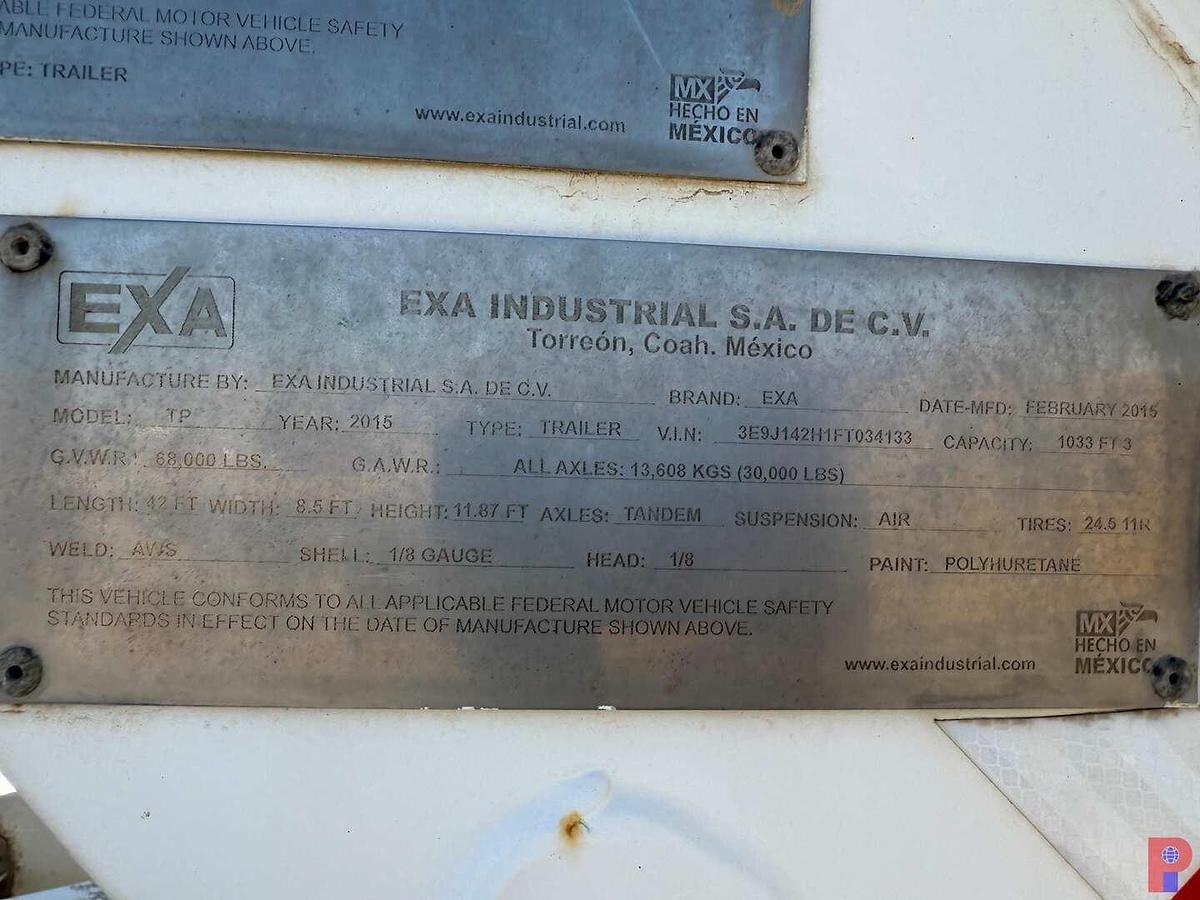 ABLE FEDERAL MOTOR VEHICLE SAFETY
MANUFACTURE SHOWN ABOVE.
PE: TRAILER
www.exaindustrial.com
MX
HECHO EN
MÉXICO
EXA
EXA INDUSTRIAL S.A. DE C.V.
Torreón, Coah. México
MANUFACTURE BY: EXA INDUSTRIAL S.A. DE C.V. BRAND: EXA DATE-MFD: FEBRUARY 2015
MODEL: TP YEAR: 2015 TYPE: TRAILER V.I.N: 3E9J142H1FT034133 CAPACITY: 1033 FT 3
G.V.W.R.: 68,000 LBS. G.A.W.R.: ALL AXLES: 13,608 KGS (30,000 LBS)
LENGTH: 42 FT WIDTH: 8.5 FT HEIGHT: 11.87 FT AXLES: TANDEM SUSPENSION: AIR TIRES: 24.5 11R
WELD: AWS SHELL: 1/8 GAUGE HEAD: 1/8 PAINT: POLYHURETANE
THIS VEHICLE CONFORMS TO ALL APPLICABLE FEDERAL MOTOR VEHICLE SAFETY
STANDARDS IN EFFECT ON THE DATE OF MANUFACTURE SHOWN ABOVE.
www.exaindustrial.com
MX
HECHO EN
MÉXICO